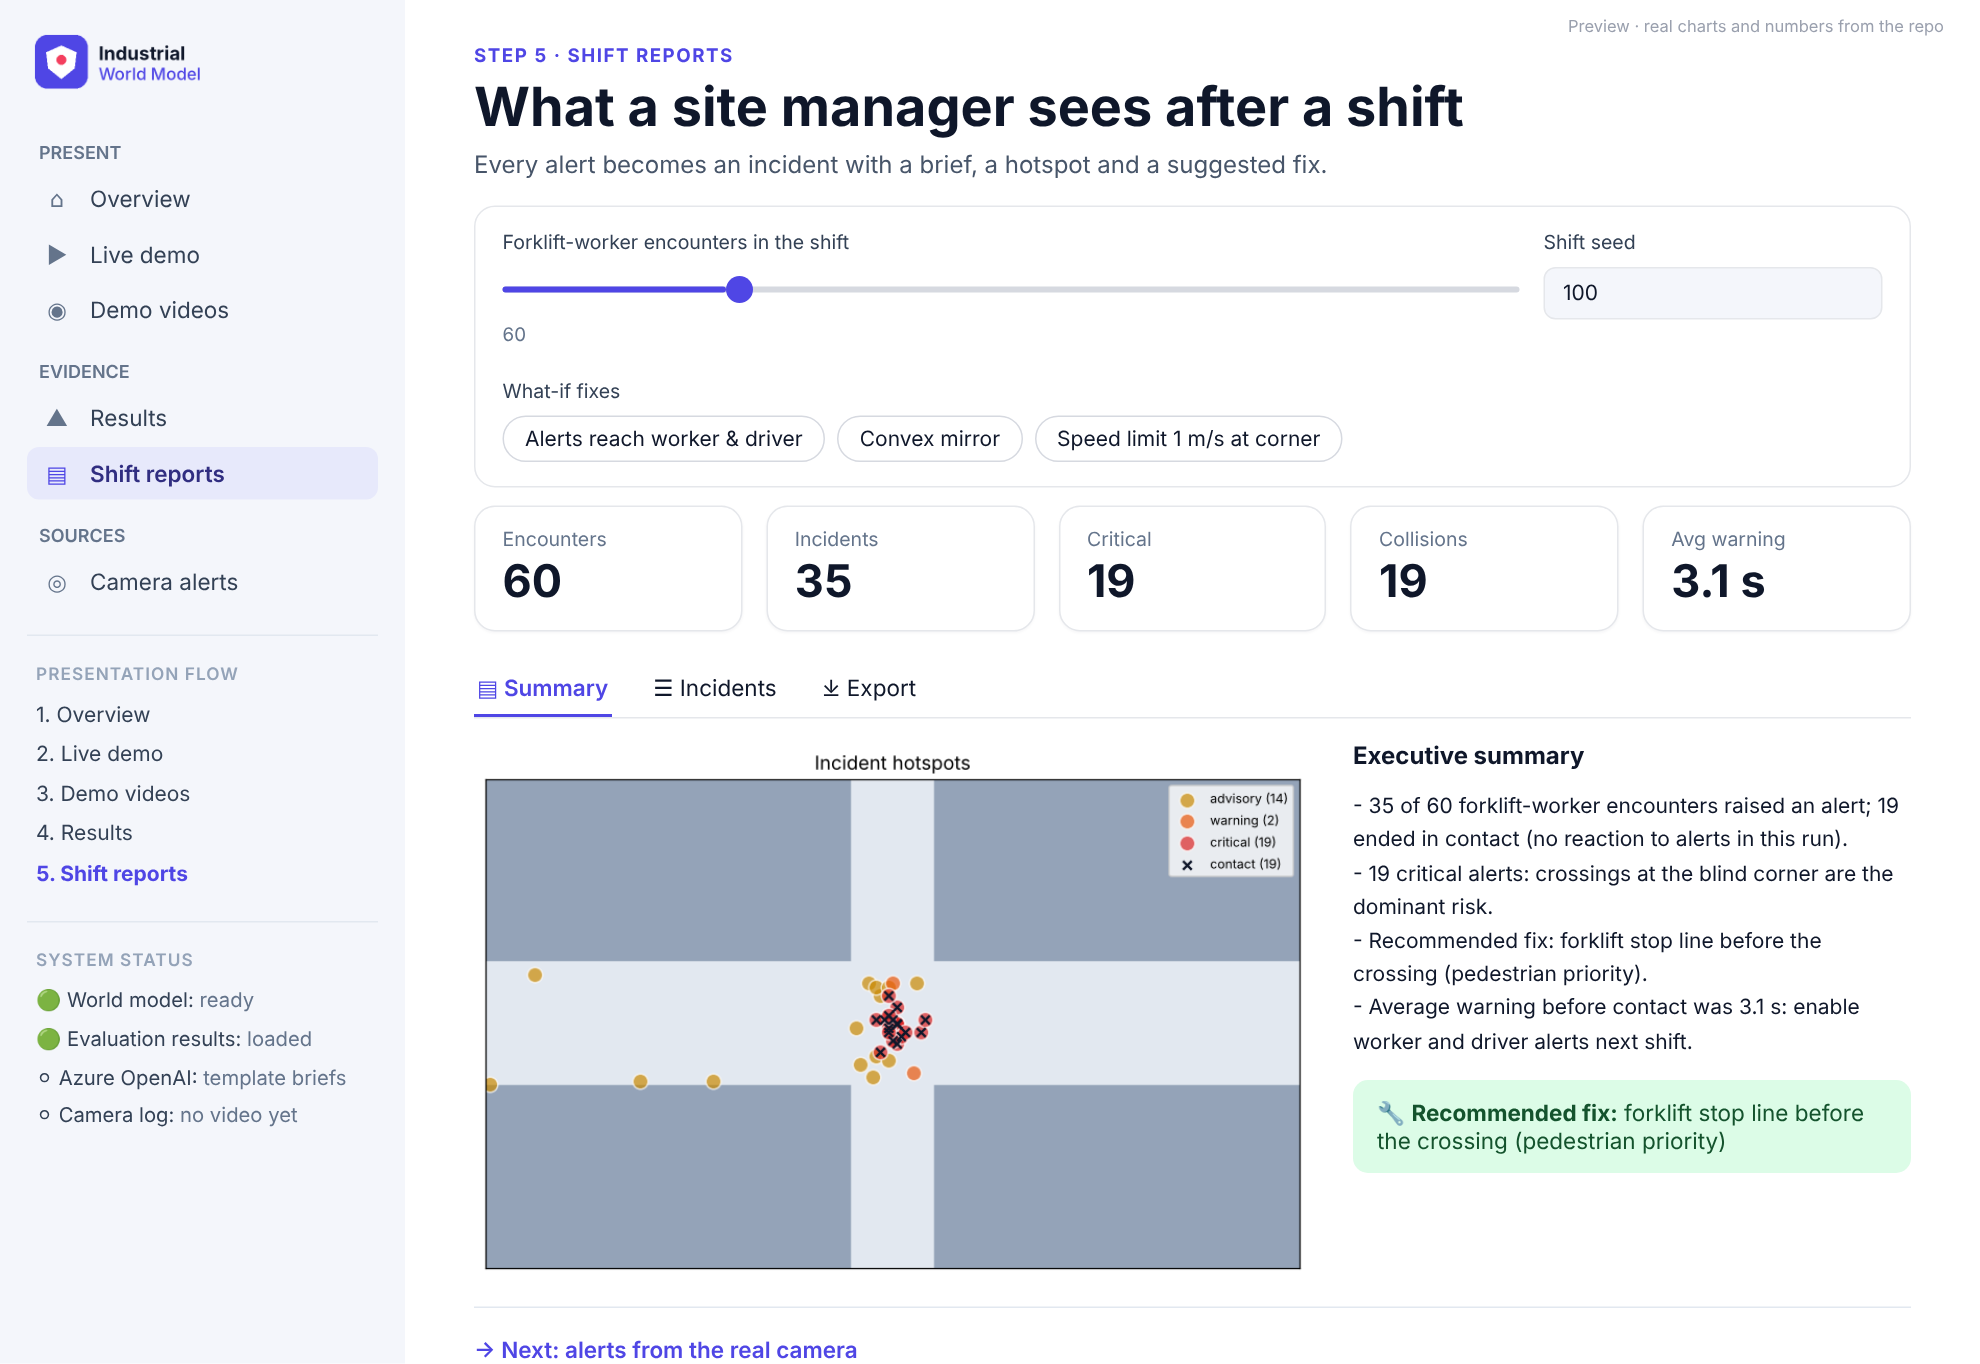 Industrial
World Model
PRESENT
Overview
Live demo
Demo videos
EVIDENCE
Results
Shift reports
SOURCES
Camera alerts
PRESENTATION FLOW
1. Overview
2. Live demo
3. Demo videos
4. Results
5. Shift reports
SYSTEM STATUS
World model: ready
Evaluation results: loaded
Azure OpenAI: template briefs
Camera log: no video yet
Preview · real charts and numbers from the repo
STEP 5 · SHIFT REPORTS
What a site manager sees after a shift
Every alert becomes an incident with a brief, a hotspot and a suggested fix.
Forklift-worker encounters in the shift
60
Shift seed
100
What-if fixes
Alerts reach worker & driver
Convex mirror
Speed limit 1 m/s at corner
Encounters
60
Incidents
35
Critical
19
Collisions
19
Avg warning
3.1 s
Summary
Incidents
Export
Incident hotspots
advisory (14)
warning (2)
critical (19)
contact (19)
Executive summary
- 35 of 60 forklift-worker encounters raised an alert; 19
ended in contact (no reaction to alerts in this run).
- 19 critical alerts: crossings at the blind corner are the
dominant risk.
- Recommended fix: forklift stop line before the
crossing (pedestrian priority).
- Average warning before contact was 3.1 s: enable
worker and driver alerts next shift.
Recommended fix: forklift stop line before
the crossing (pedestrian priority)
→ Next: alerts from the real camera